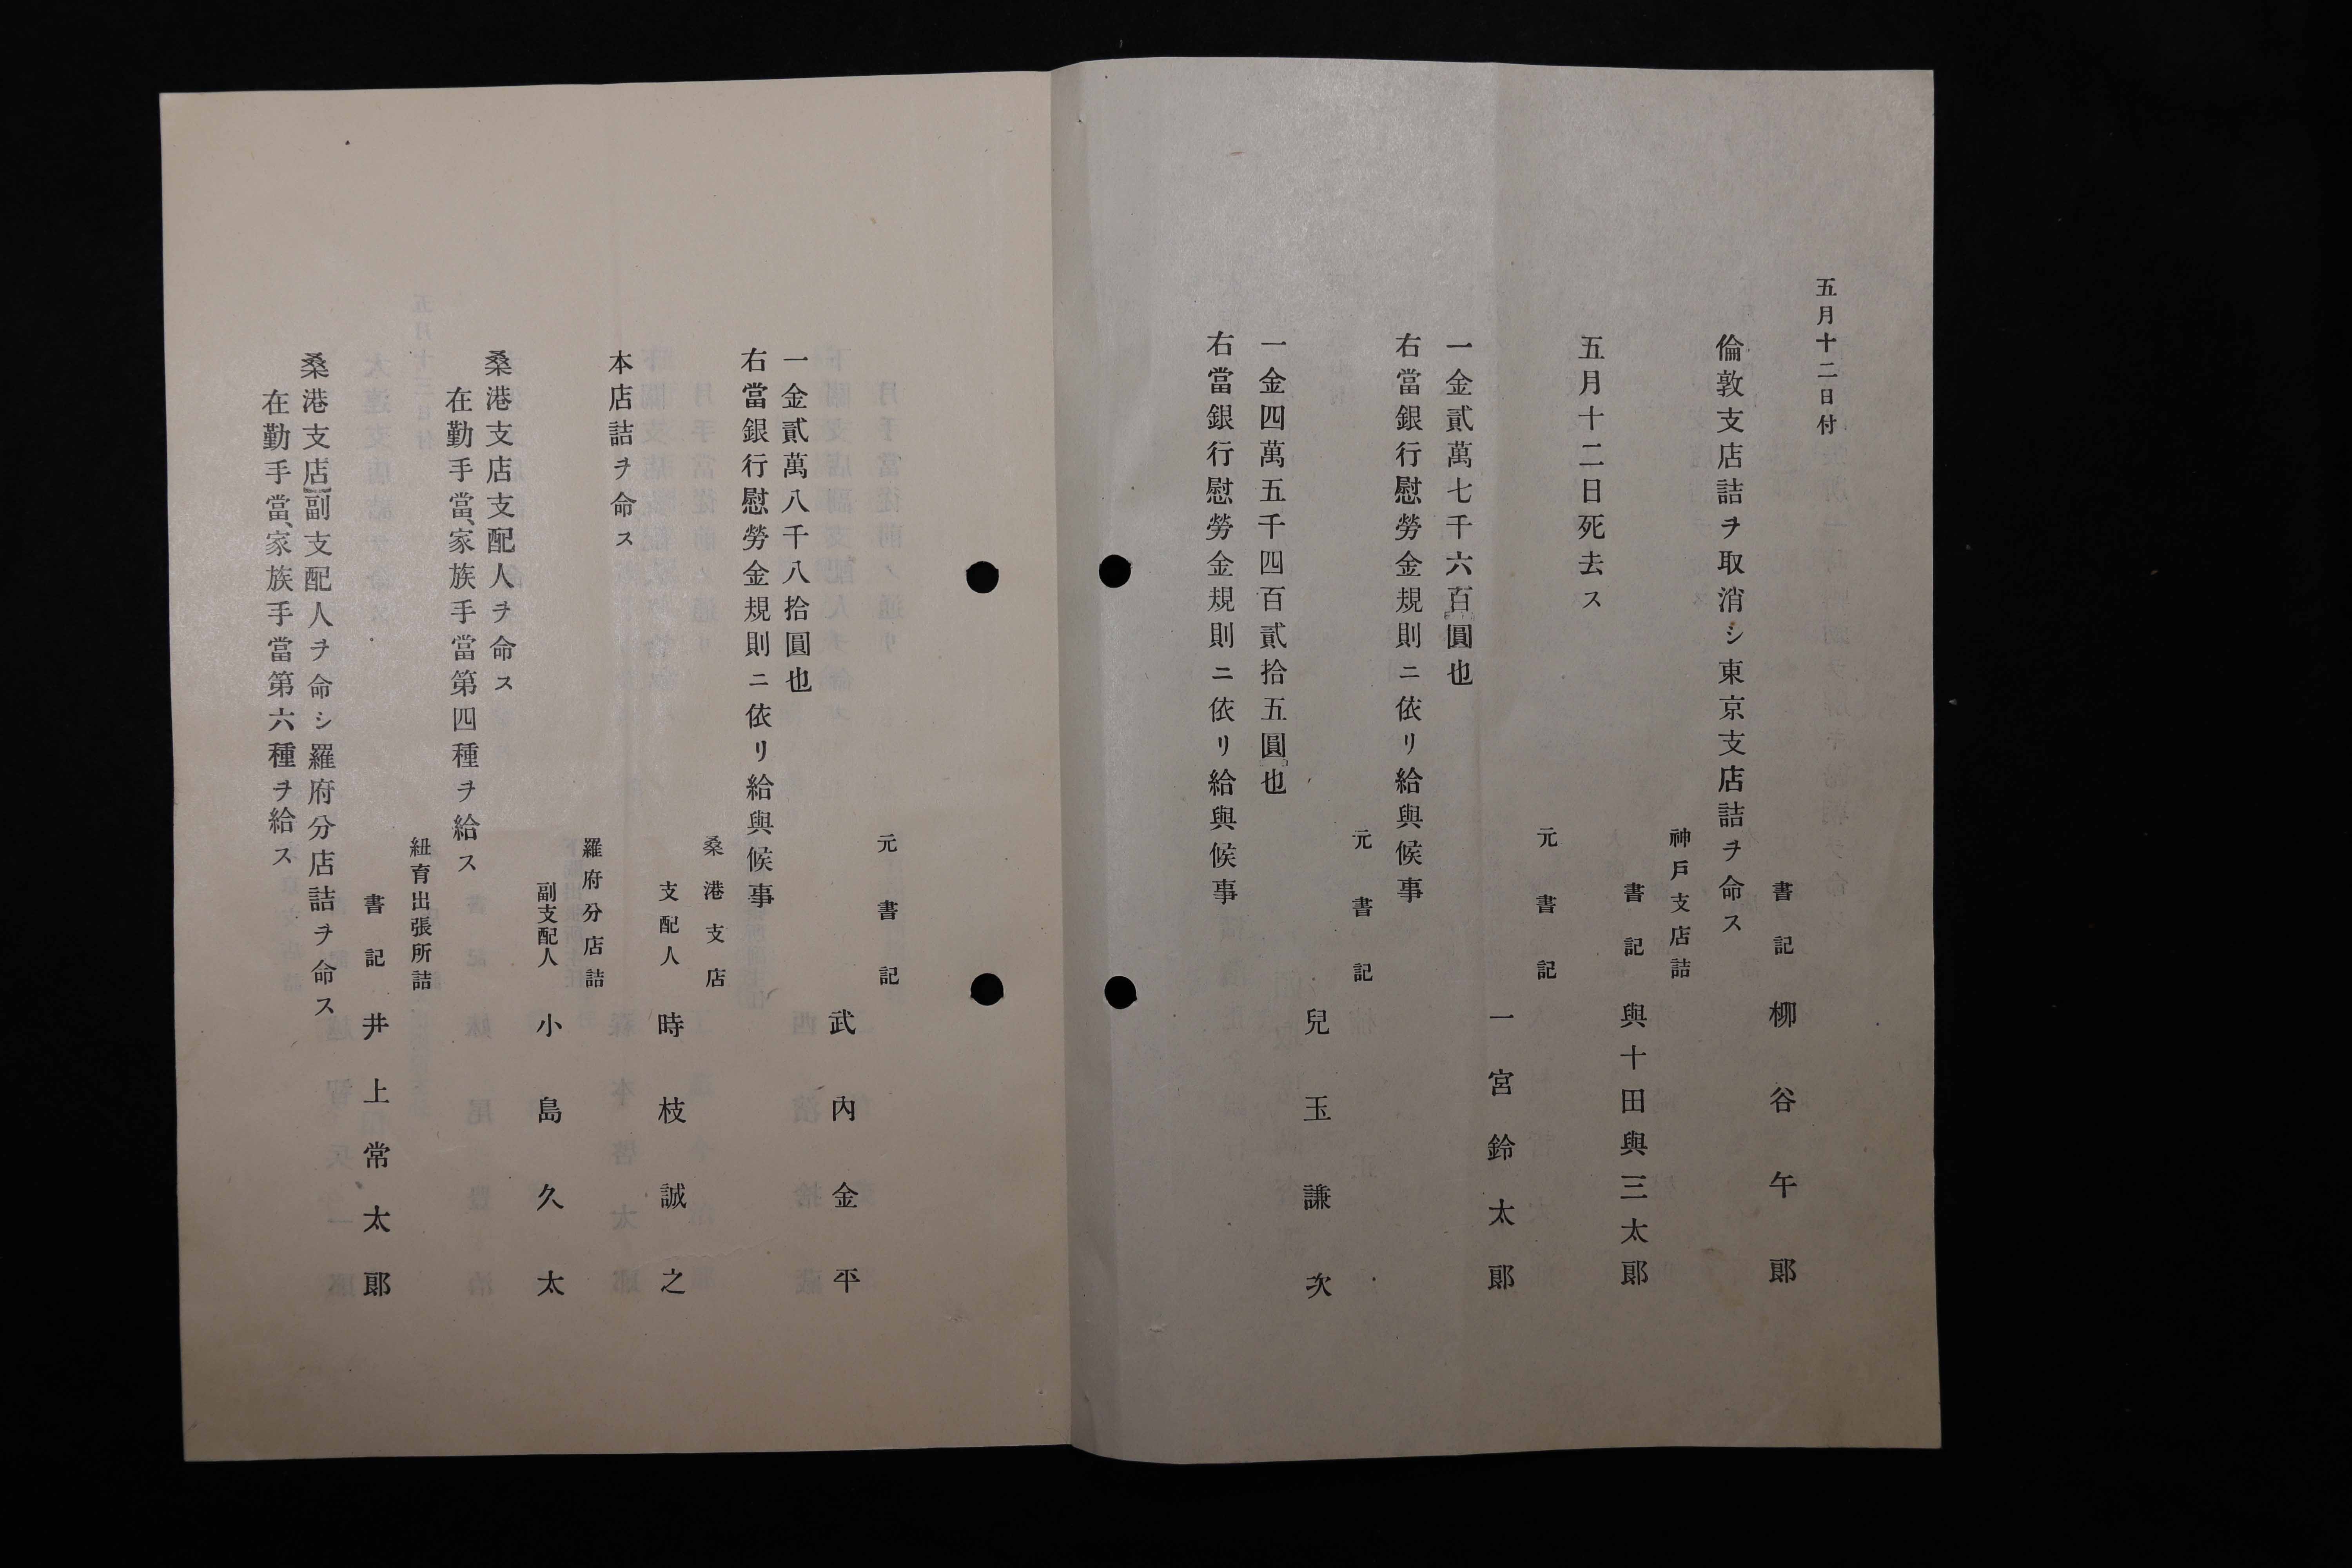 五月十二日付
書記 柳谷午郞
倫敦支店詰ヲ取消シ東京支店詰ヲ命ス
神戶支店詰
書記 與十田與三太郞
五月十二日死去ス
元書記
一宮鈴太郞
一金貳萬七千六百圓也
右當銀行慰勞金規則ニ依リ給與候事
元書記
兒玉謙次
一金四萬五千四百貳拾五圓也
右當銀行慰勞金規則ニ依リ給與候事
元書記
武內金平
一金貳萬八千八拾圓也
右當銀行慰勞金規則ニ依リ給與候事
桑港支店
支配人 時枝誠之
本店詰ヲ命ス
羅府分店詰
副支配人 小島久太
桑港支店支配人ヲ命ス
在勤手當、家族手當第四種ヲ給ス
紐育出張所詰
書記 井上常太郞
桑港支店副支配人ヲ命シ羅府分店詰ヲ命ス
在勤手當、家族手當第六種ヲ給ス